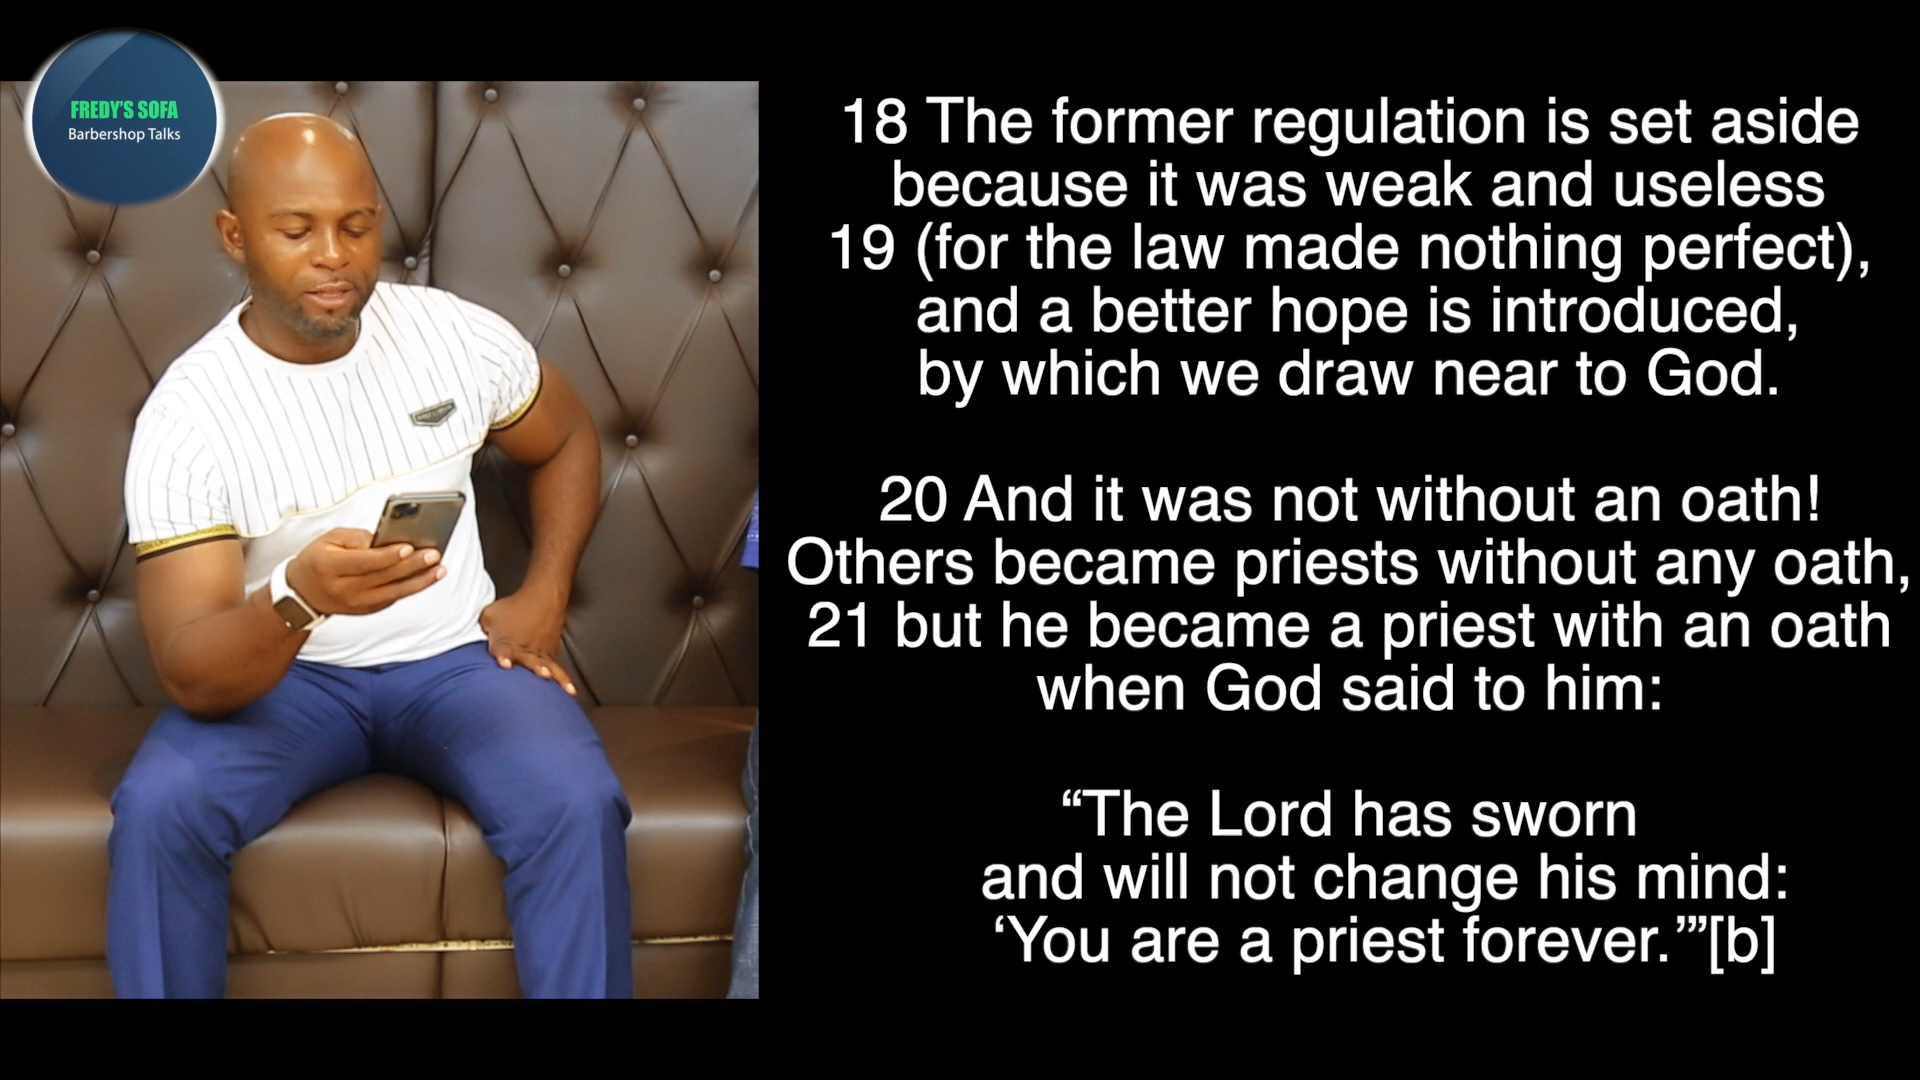 FREDY'S SOFA
Barbershop Talks
18 The former regulation is set aside
because it was weak and useless
19 (for the law made nothing perfect),
and a better hope is introduced,
by which we draw near to God.
20 And it was not without an oath!
Others became priests without any oath,
21 but he became a priest with an oath
when God said to him:
“The Lord has sworn
and will not change his mind:
‘You are a priest forever.’”[b]